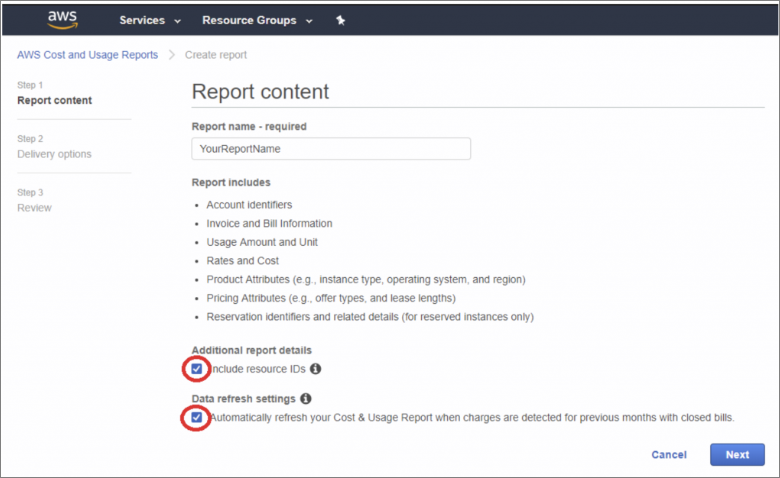 aws Services Resource Groups
AWS Cost and Usage Reports Create report
Step 1
Report content
Step 2
Delivery options
Step 3
Review
Report content
Report name - required
YourReportName
Report includes
Account identifiers
Invoice and Bill Information
Usage Amount and Unit
Rates and Cost
Product Attributes (e.g., instance type, operating system, and region)
Pricing Attributes (e.g., offer types, and lease lengths)
Reservation identifiers and related details (for reserved instances only)
Additional report details
Include resource IDs
Data refresh settings
Automatically refresh your Cost & Usage Report when charges are detected for previous months with closed bills.
Cancel Next